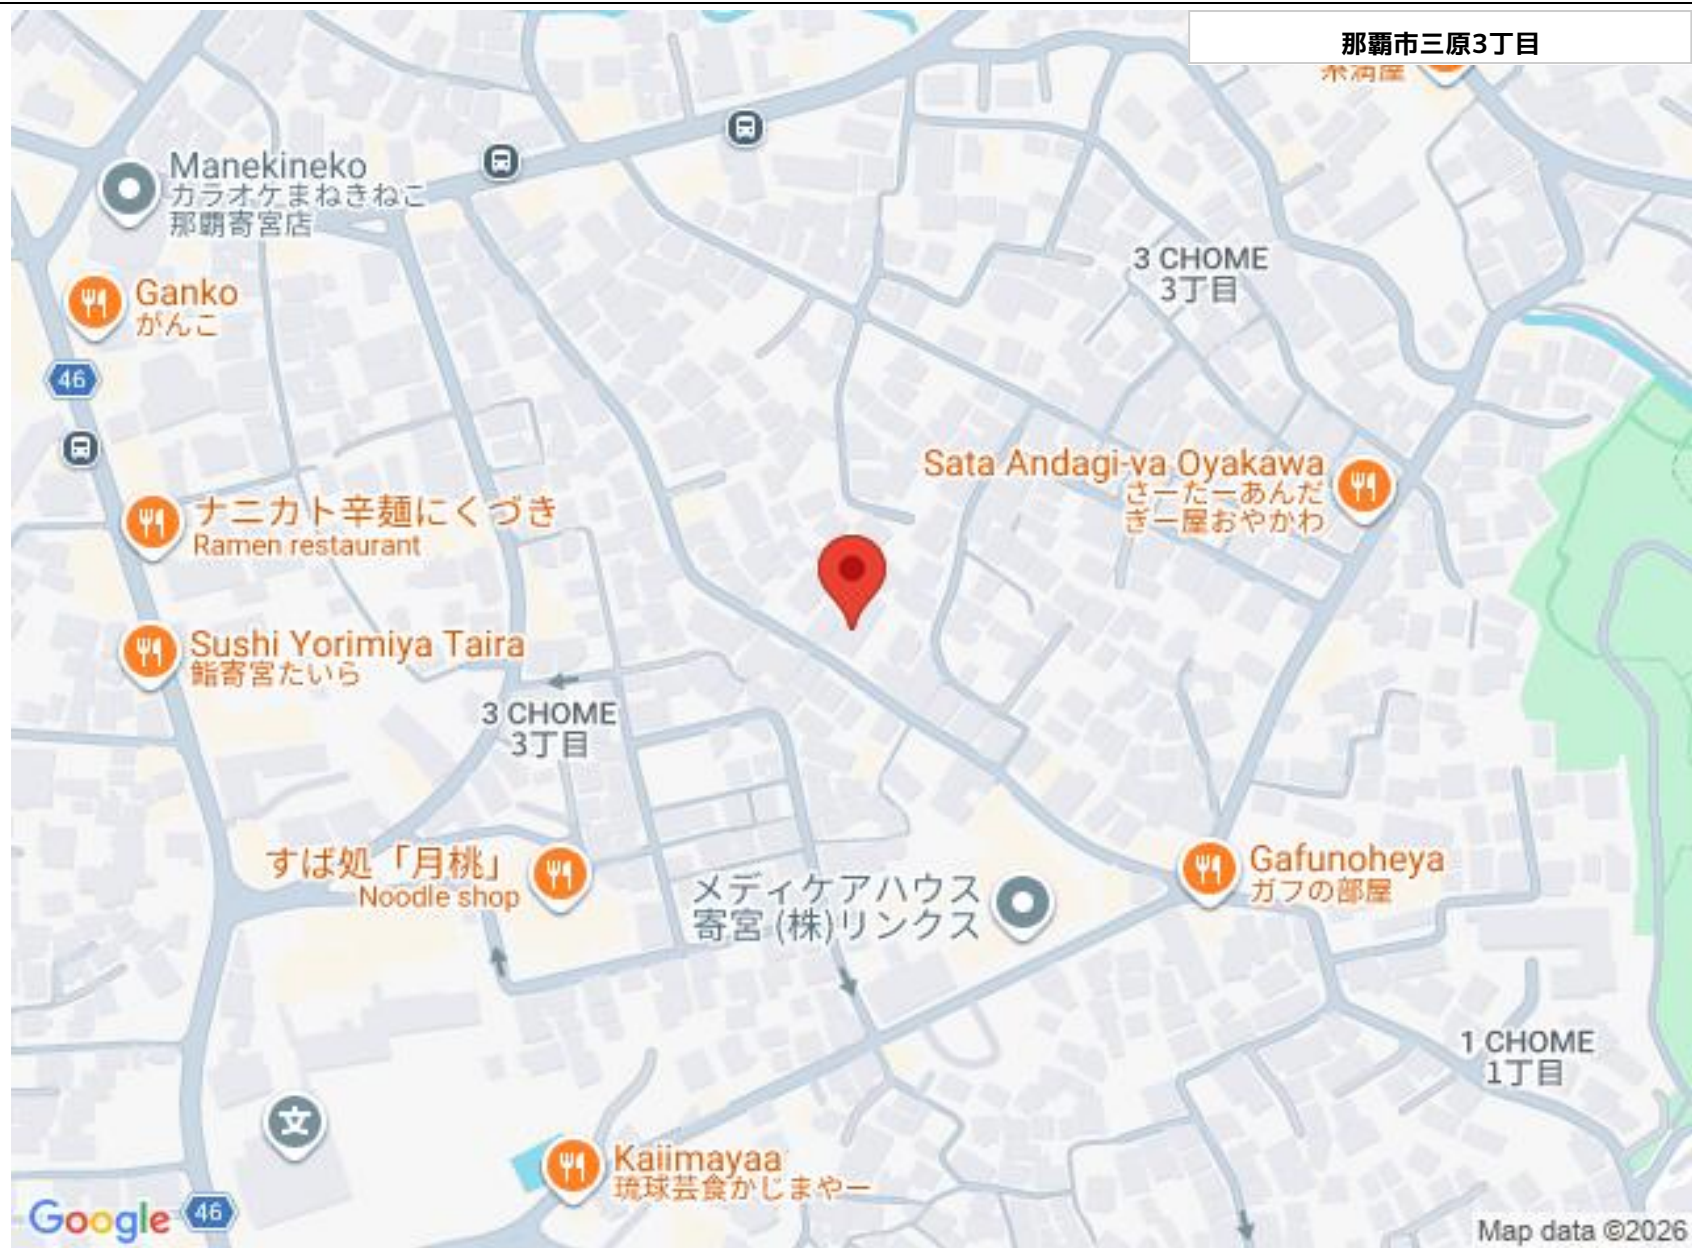 那覇市三原3丁目
糸満屋
Manekineko
カラオケまねきねこ
那覇寄宮店
3 CHOME
3丁目
Ganko
がんこ
46
Sata Andagi-ya Oyakawa
さーたーあんだ
ぎー屋おやかわ
ナニカト辛麺にくづき
Ramen restaurant
Sushi Yorimiya Taira
鮨寄宮たいら
3 CHOME
3丁目
すば処「月桃」
Noodle shop
メディケアハウス
寄宮 (株)リンクス
Gafunoheya
ガフの部屋
1 CHOME
1丁目
文
Kajimayaa
琉球芸食かじまやー
Google
46
Map data ©2026